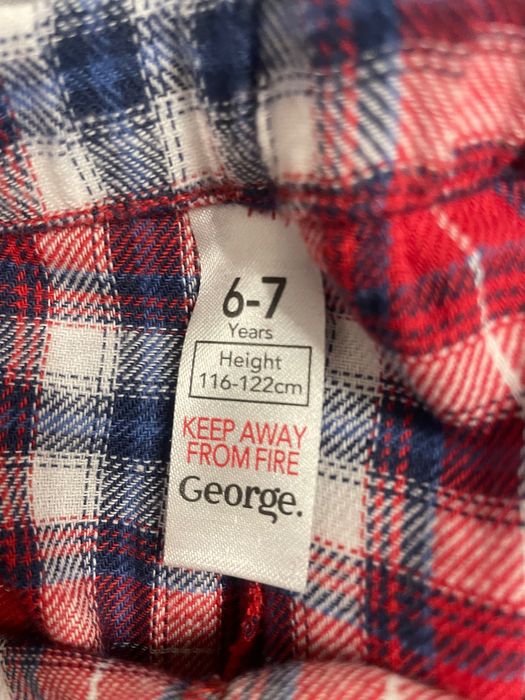 6-7
Years
Height
116-122cm
KEEP AWAY
FROM FIRE
George.